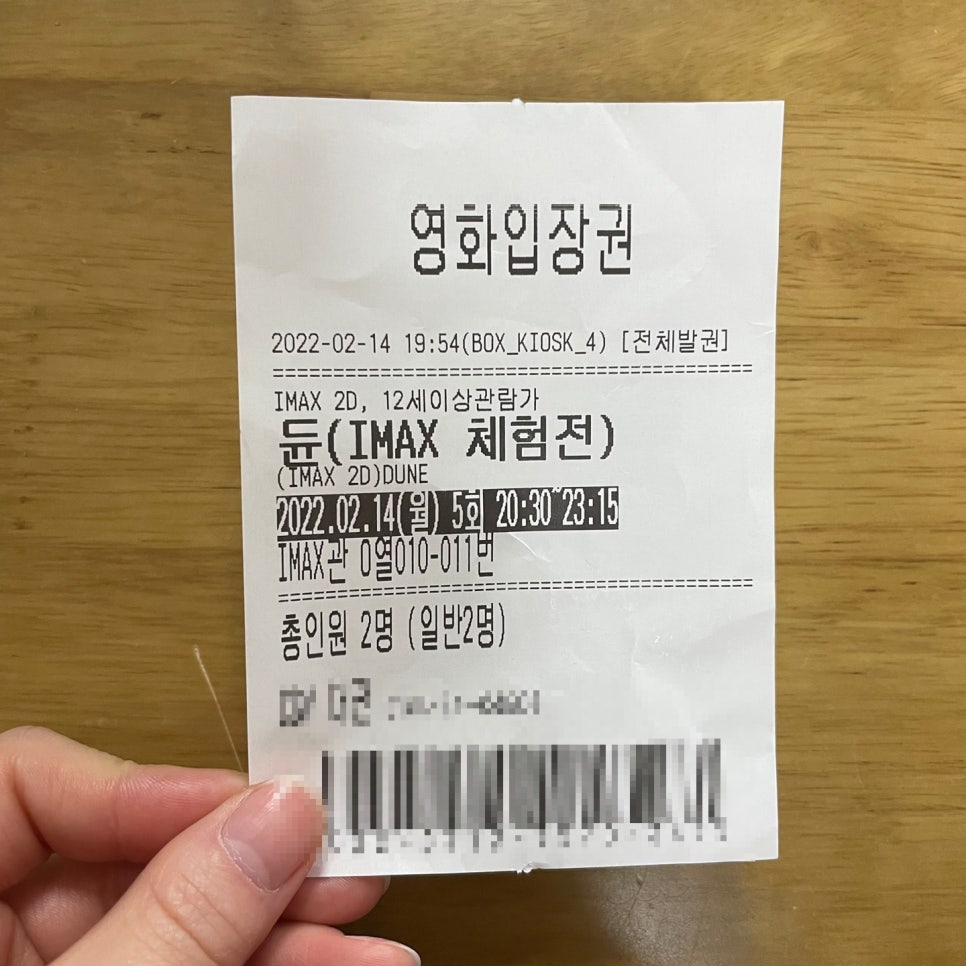 영화입장권
2022-02-14 19:54(BOX_KIOSK_4) [전체발권]
====================================
IMAX 2D, 12세이상관람가
듄(IMAX 체험전)
(IMAX 2D)DUNE
2022.02.14(월) 5회 20:30~23:15
IMAX관 O열010-011번
====================================
총인원 2명 (일반2명)